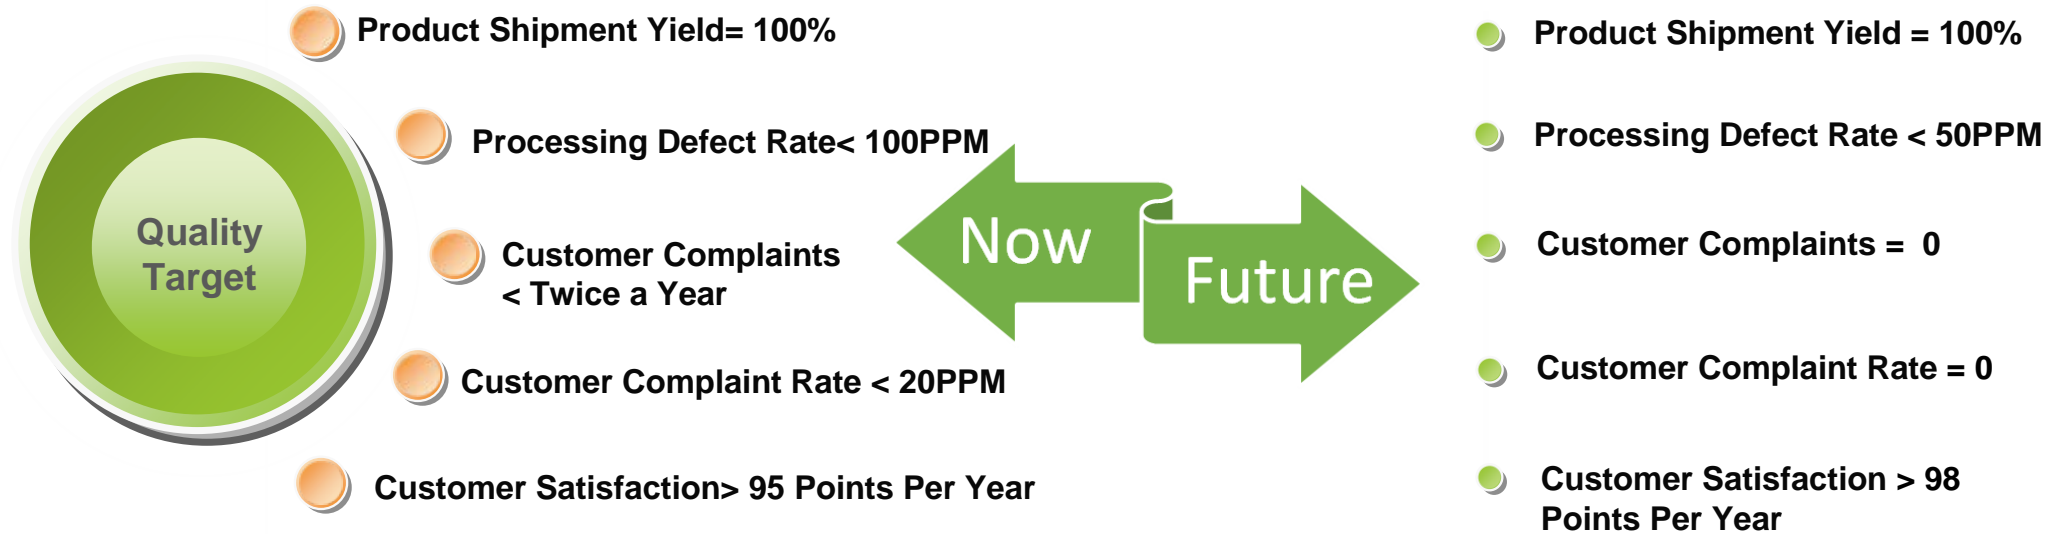 Quality
Target
Product Shipment Yield= 100%
Processing Defect Rate< 100PPM
Customer Complaints
< Twice a Year
Customer Complaint Rate < 20PPM
Customer Satisfaction> 95 Points Per Year
Now
Future
Product Shipment Yield = 100%
Processing Defect Rate < 50PPM
Customer Complaints = 0
Customer Complaint Rate = 0
Customer Satisfaction > 98
Points Per Year